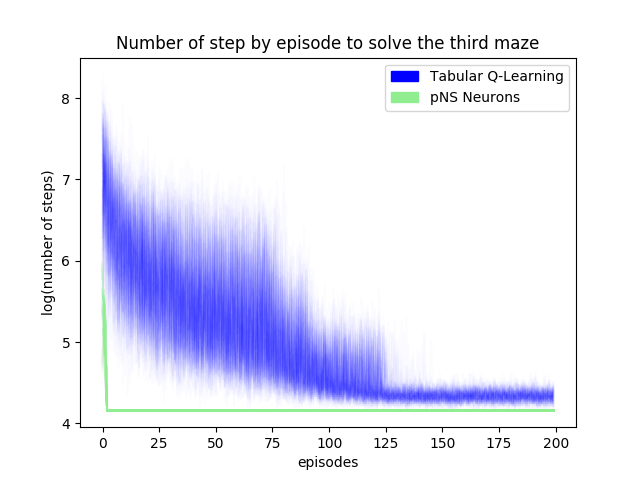 Number of step by episode to solve the third maze
Tabular Q-Learning
pNS Neurons
log(number of steps)
8
7
6
5
4
0 25 50 75 100 125 150 175 200
episodes